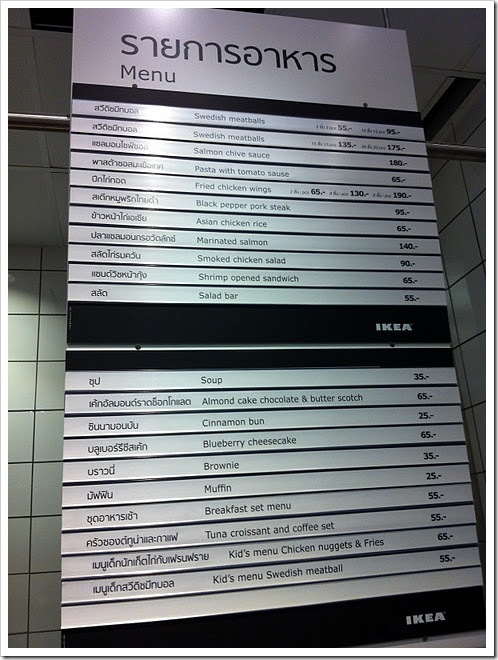 รายการอาหาร
Menu
สวีดิชมีทบอล Swedish meatballs 55.- 95.-
สวีดิชมีทบอล Swedish meatballs 135.- 175.-
แซลมอนไชฟ์ซอส Salmon chive sauce 180.-
พาสต้าซอสมะเขือเทศ Pasta with tomato sause 65.-
ปีกไก่ทอด Fried chicken wings 65.- 130.- 190.-
สเต็กหมูพริกไทยดำ Black pepper pork steak 95.-
ข้าวหน้าไก่เอเชีย Asian chicken rice 65.-
ปลาแซลมอนกรอวัดลักซ์ Marinated salmon 140.-
สลัดไก่รมควัน Smoked chicken salad 90.-
แซนด์วิชหน้ากุ้ง Shrimp opened sandwich 65.-
สลัด Salad bar 55.-
IKEA
ซุป Soup 35.-
เค้กอัลมอนด์ราดช็อกโกแลต Almond cake chocolate & butter scotch 65.-
ซินนามอนบัน Cinnamon bun 25.-
บลูเบอร์รีชีสเค้ก Blueberry cheesecake 65.-
บราวนี่ Brownie 35.-
มัฟฟิน Muffin 25.-
ชุดอาหารเช้า Breakfast set menu 55.-
ครัวซองต์ทูน่าและกาแฟ Tuna croissant and coffee set 55.-
เมนูเด็กนักเก็ตไก่กับเฟรนฟราย Kid's menu Chicken nuggets & Fries 65.-
เมนูเด็กสวีดิชมีทบอล Kid's menu Swedish meatball 55.-
IKEA